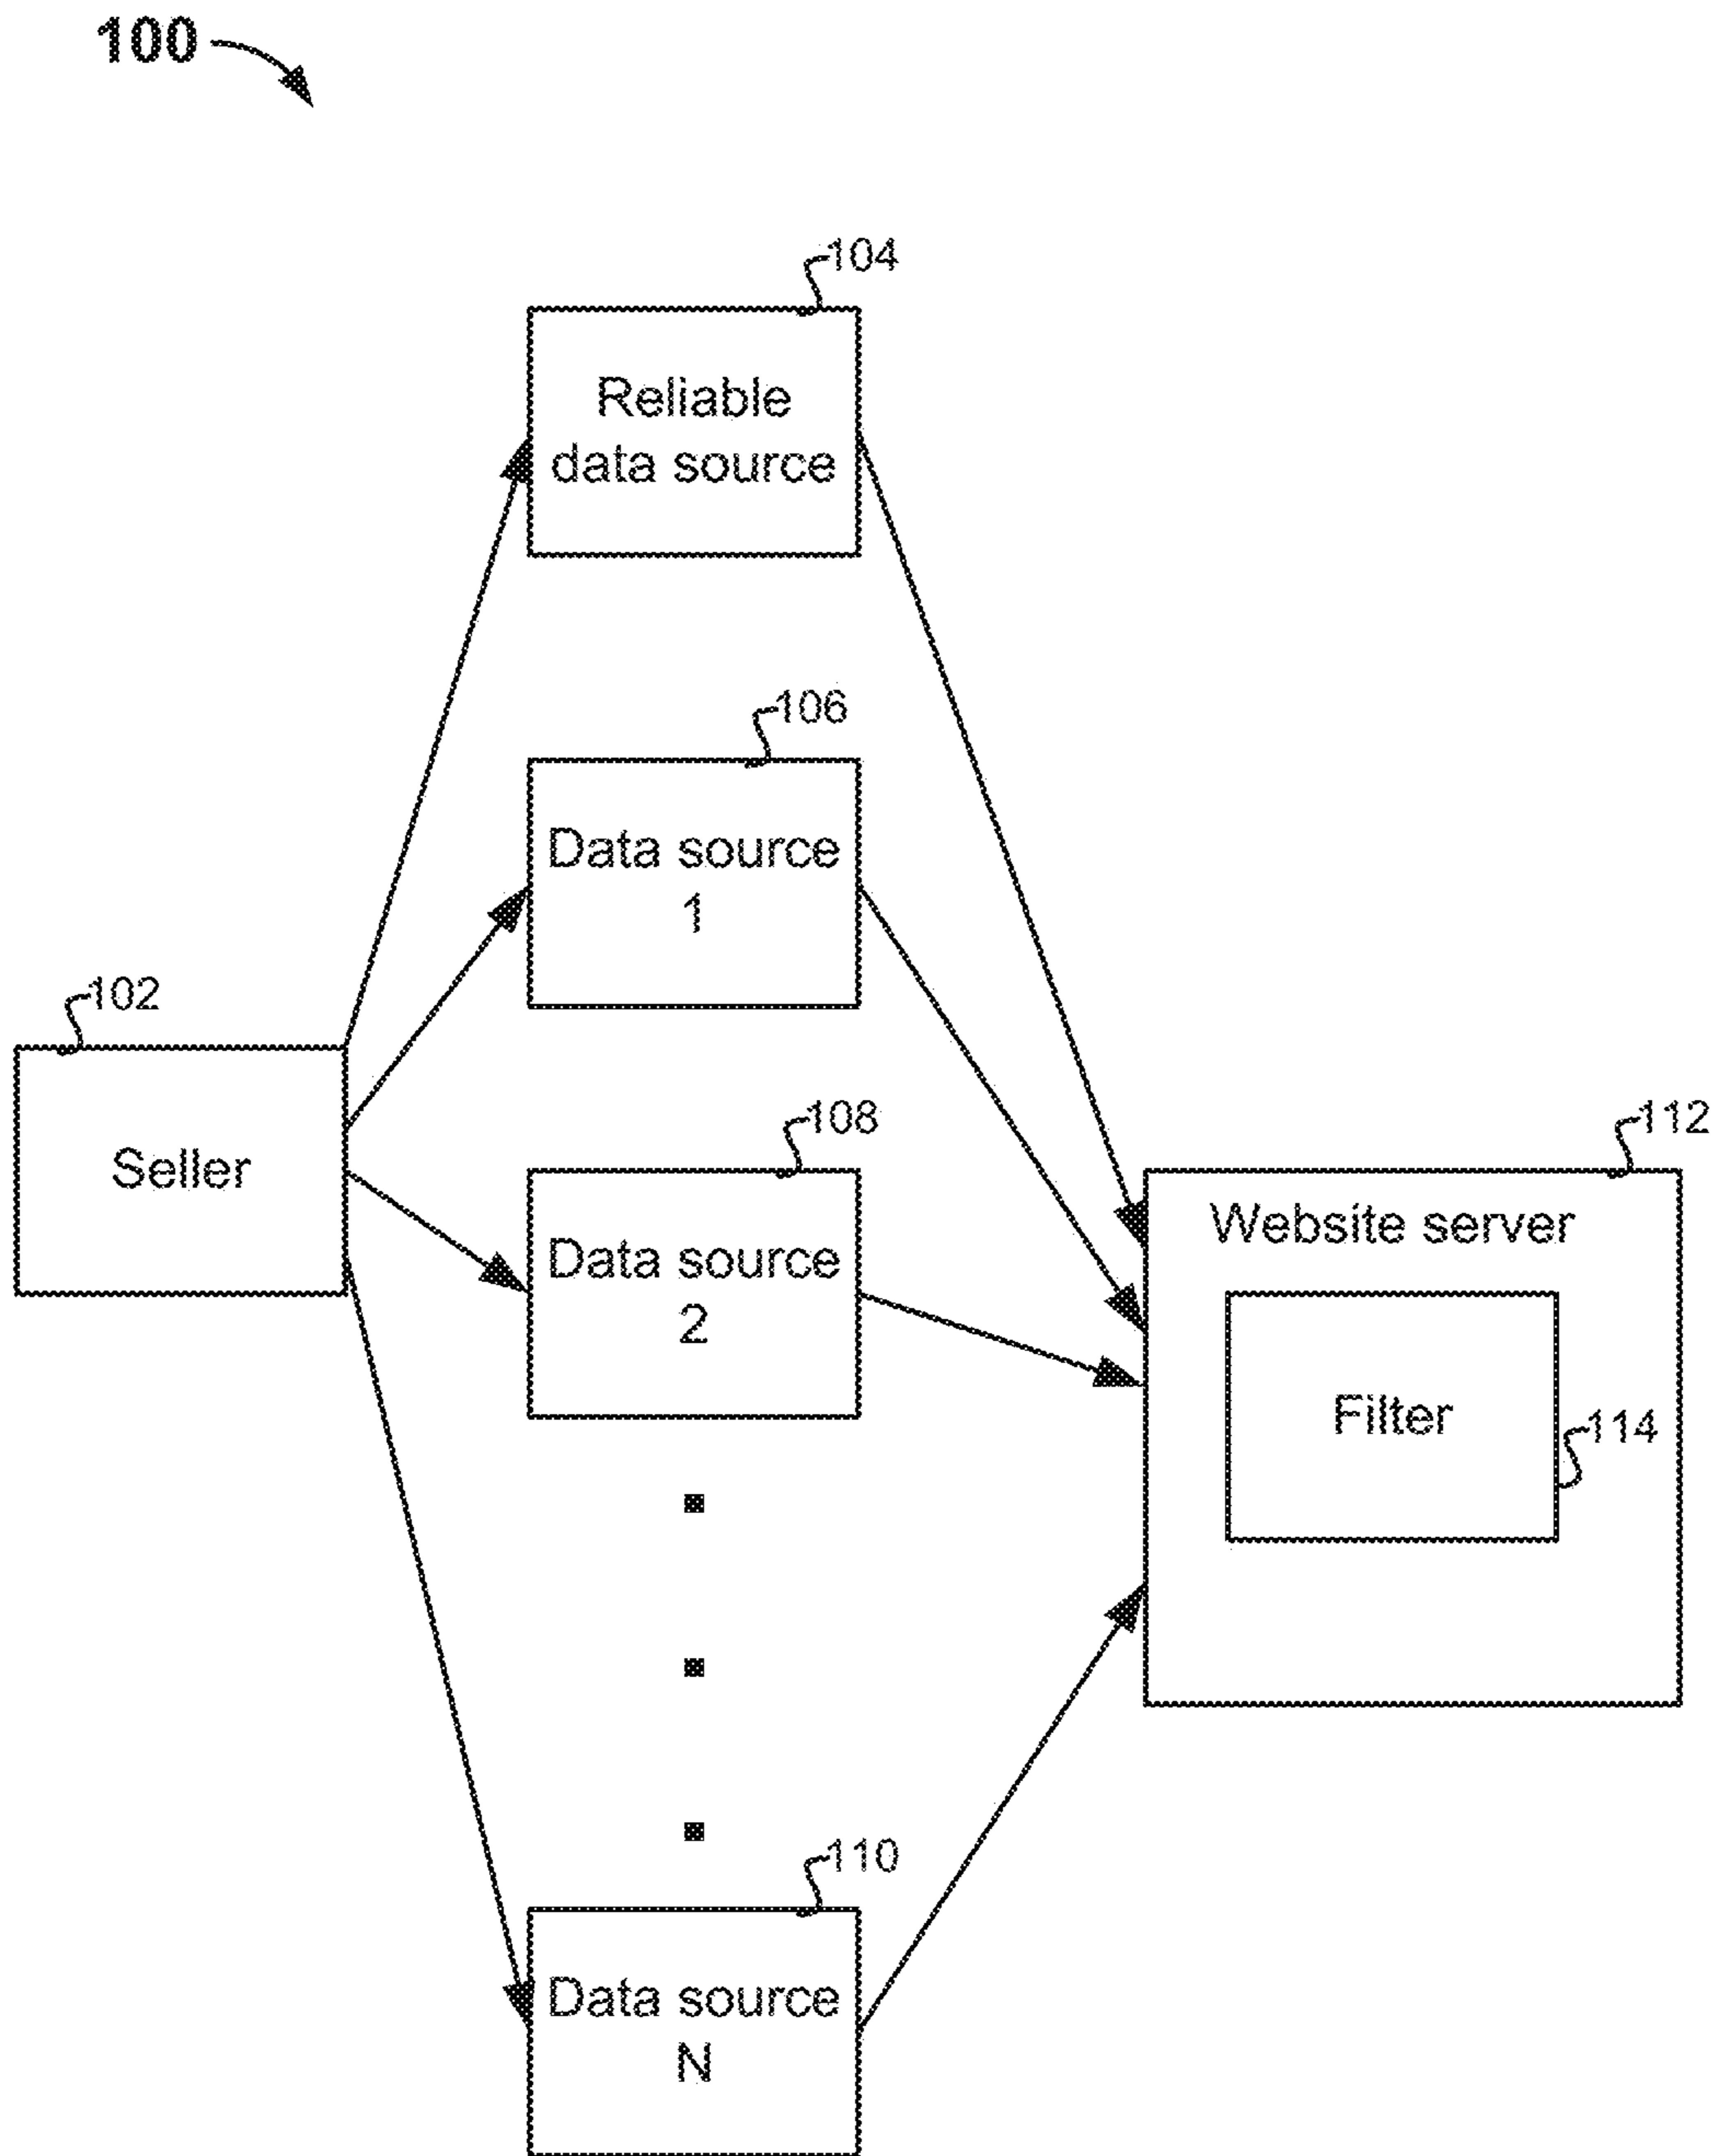 100
104
Reliable
data source
106
Data source
1
102
Seller
108
Data source
2
112
Website server
Filter
114
110
Data source
N